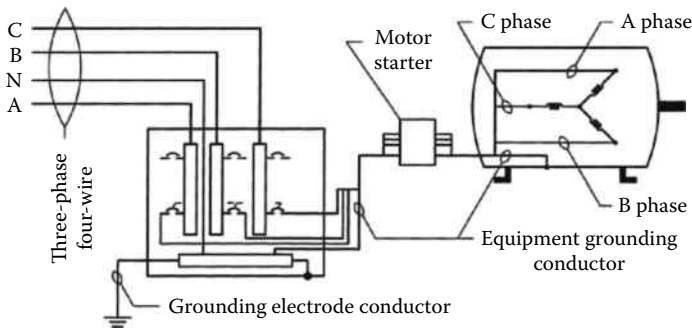 C
B
N
A
Three-phase
four-wire
Motor
starter
C phase
A phase
B phase
Equipment grounding
conductor
Grounding electrode conductor